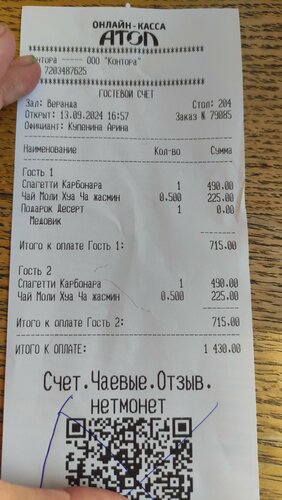 ОНЛАЙН-КАССА
АТОЛ
************************************
онтора ----- ООО "Контора"
7203487625
************************************
ГОСТЕВОЙ СЧЕТ
Зал: Веранда Стол: 204
Открыт: 13.09.2024 16:57 Заказ N 79085
Официант: Купенина Арина
Наименование Кол-во Сумма
Гость 1
Спагетти Карбонара 1 490.00
Чай Моли Хуа Ча жасмин 0.500 225.00
Подарок Десерт 1 0.00
Медовик
Итого к оплате Гость 1: 715.00
Гость 2
Спагетти Карбонара 1 490.00
Чай Моли Хуа Ча жасмин 0.500 225.00
Итого к оплате Гость 2: 715.00
ИТОГО К ОПЛАТЕ: 1 430.00
Счет.Чаевые.Отзыв.
нетмонет